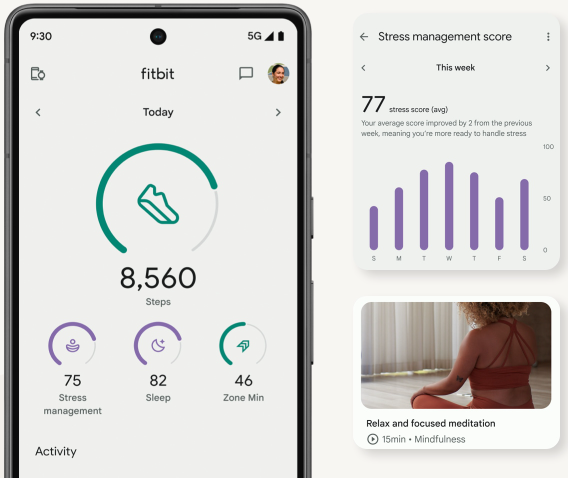 9:30
5G
fitbit
Today
8,560
Steps
75
Stress
management
82
Sleep
46
Zone Min
Activity
Stress management score
This week
77 stress score (avg)
Your average score improved by 2 from the previous
week, meaning you're more ready to handle stress
100
50
0
S M T W T F S
Relax and focused meditation
15min • Mindfulness